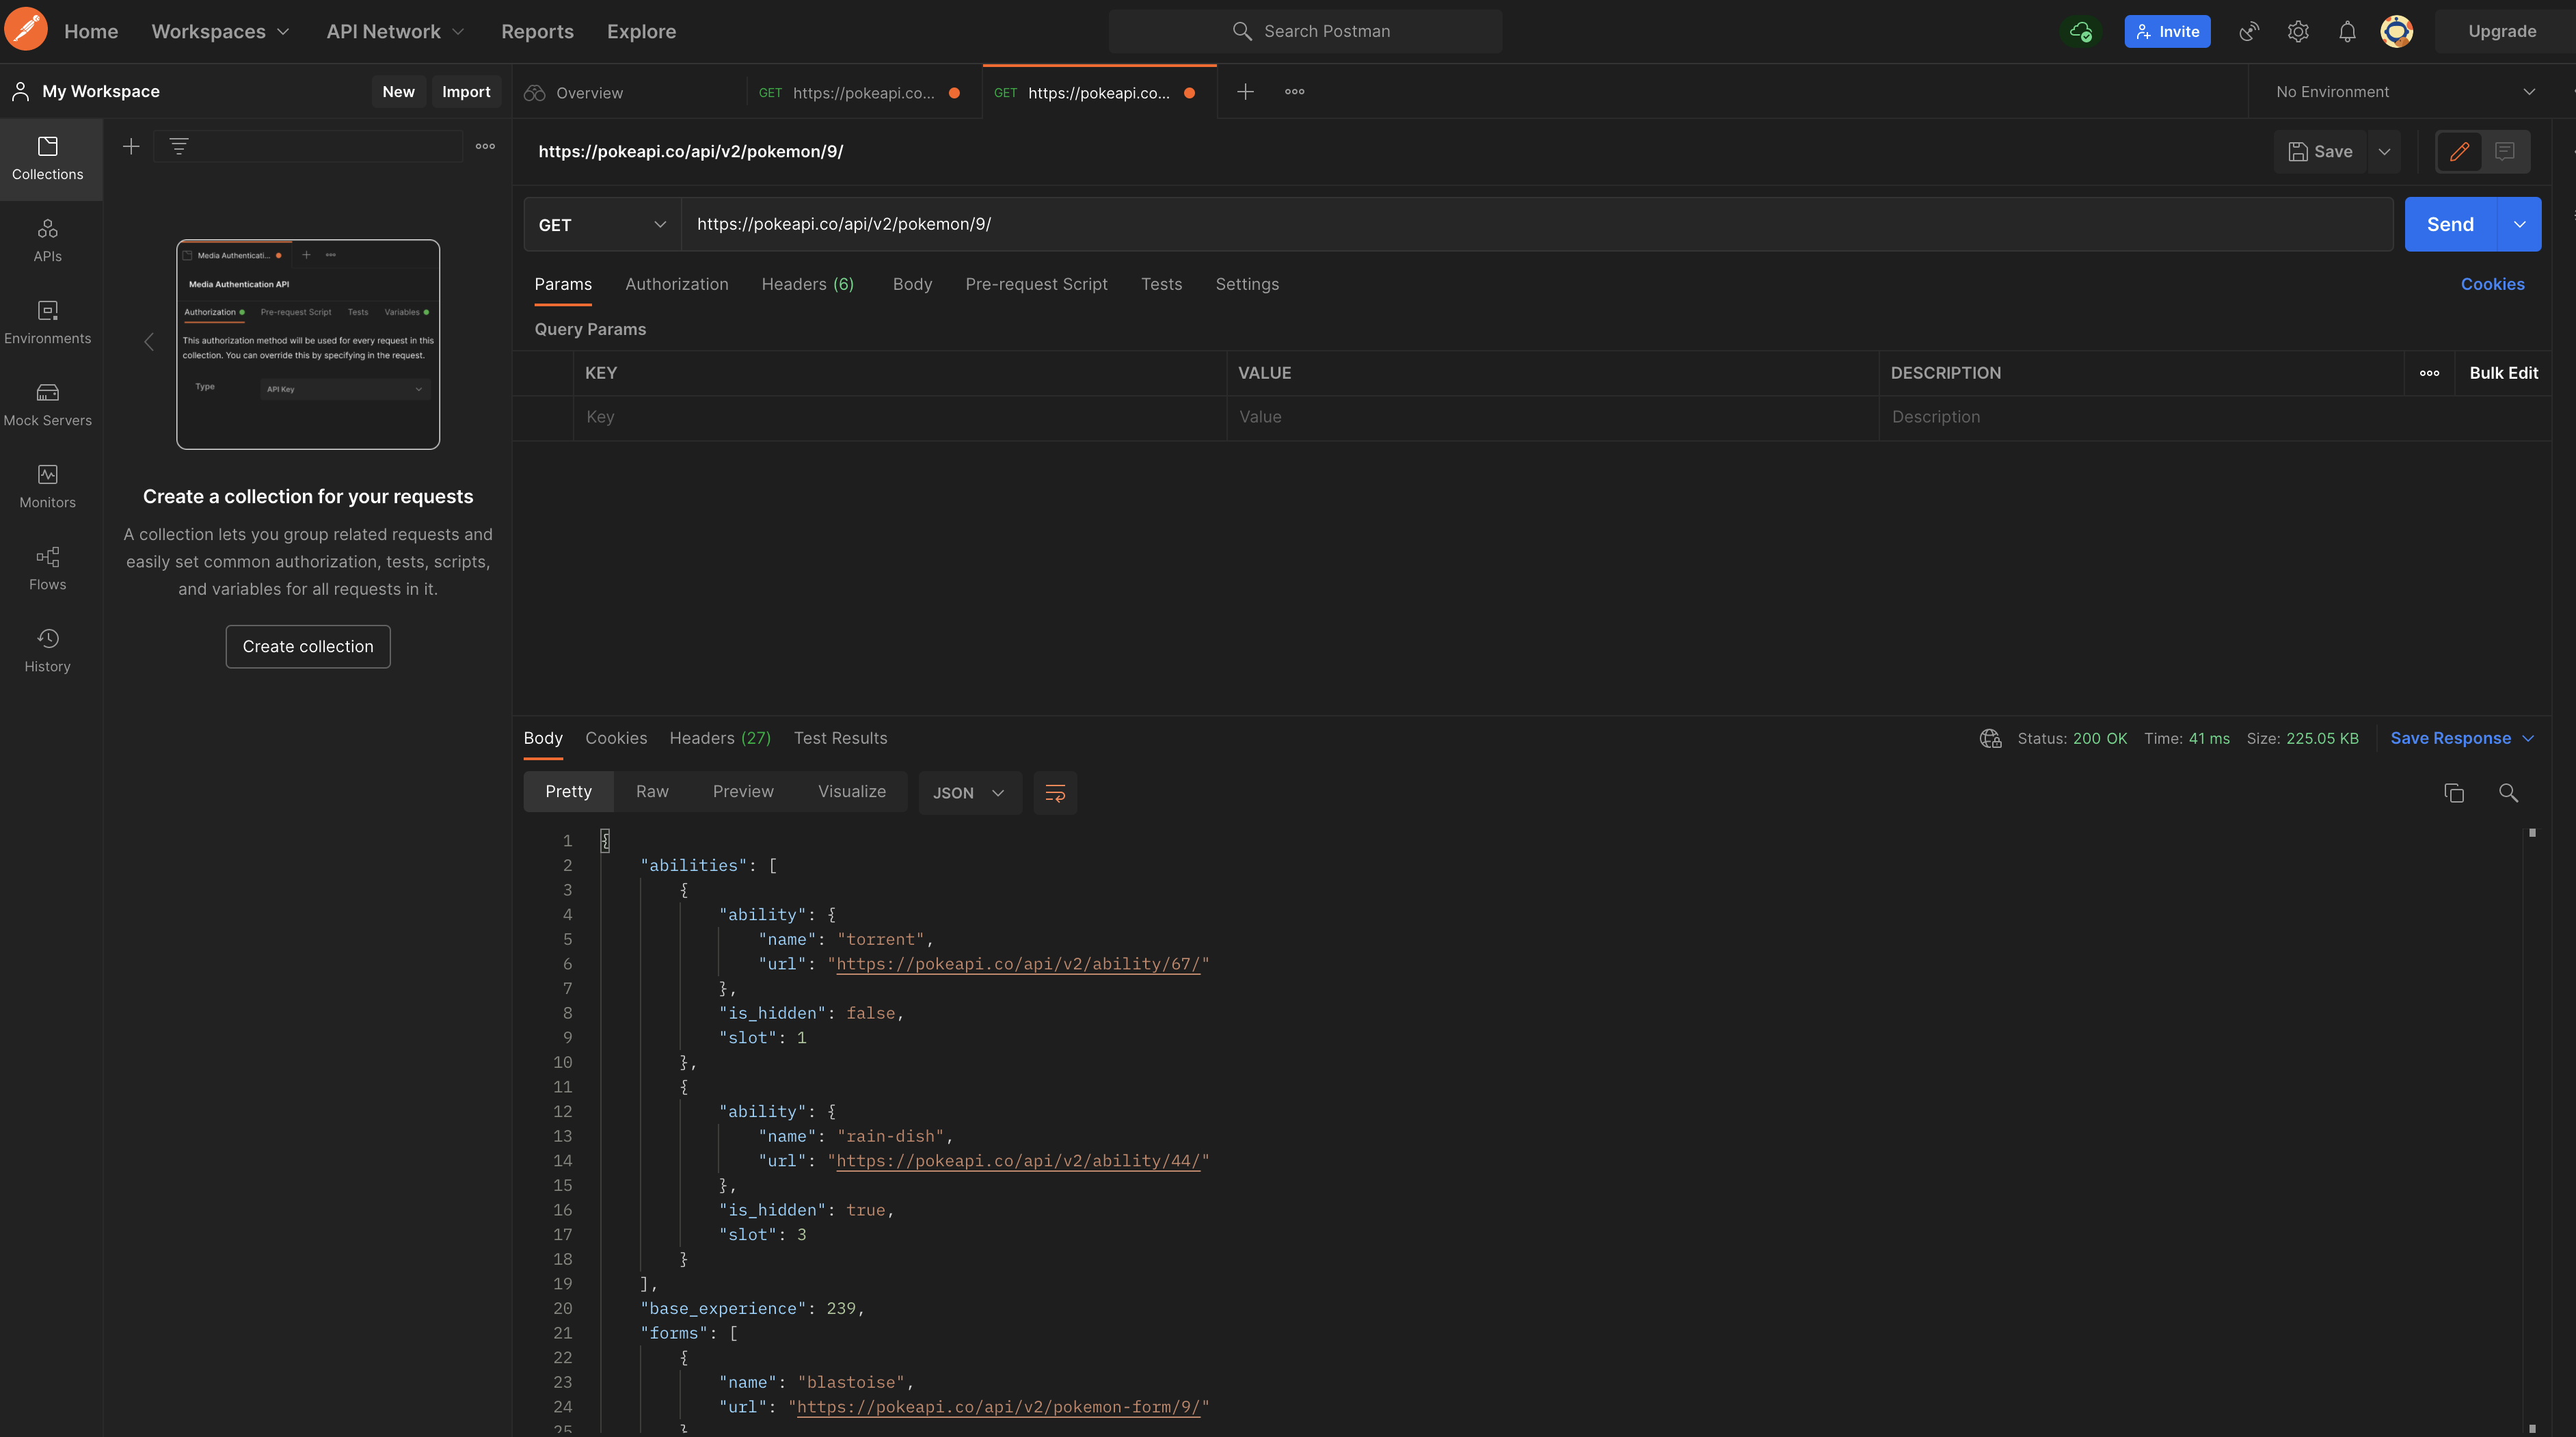 Home Workspaces API Network Reports Explore Search Postman Invite Upgrade
My Workspace New Import Overview GET https://pokeapi.co... GET https://pokeapi.co... No Environment
Collections
APIs
Environments
Mock Servers
Monitors
Flows
History
Media Authenticati...
Media Authentication API
Authorization Pre-request Script Tests Variables
This authorization method will be used for every request in this
collection. You can override this by specifying in the request.
Type API Key
Create a collection for your requests
A collection lets you group related requests and
easily set common authorization, tests, scripts,
and variables for all requests in it.
Create collection
https://pokeapi.co/api/v2/pokemon/9/ Save
GET https://pokeapi.co/api/v2/pokemon/9/ Send
Params Authorization Headers (6) Body Pre-request Script Tests Settings Cookies
Query Params
KEY VALUE DESCRIPTION Bulk Edit
Key Value Description
Body Cookies Headers (27) Test Results Status: 200 OK Time: 41 ms Size: 225.05 KB Save Response
Pretty Raw Preview Visualize JSON
1 {
2 "abilities": [
3 {
4 "ability": {
5 "name": "torrent",
6 "url": "https://pokeapi.co/api/v2/ability/67/"
7 },
8 "is_hidden": false,
9 "slot": 1
10 },
11 {
12 "ability": {
13 "name": "rain-dish",
14 "url": "https://pokeapi.co/api/v2/ability/44/"
15 },
16 "is_hidden": true,
17 "slot": 3
18 }
19 ],
20 "base_experience": 239,
21 "forms": [
22 {
23 "name": "blastoise",
24 "url": "https://pokeapi.co/api/v2/pokemon-form/9/"
25 }